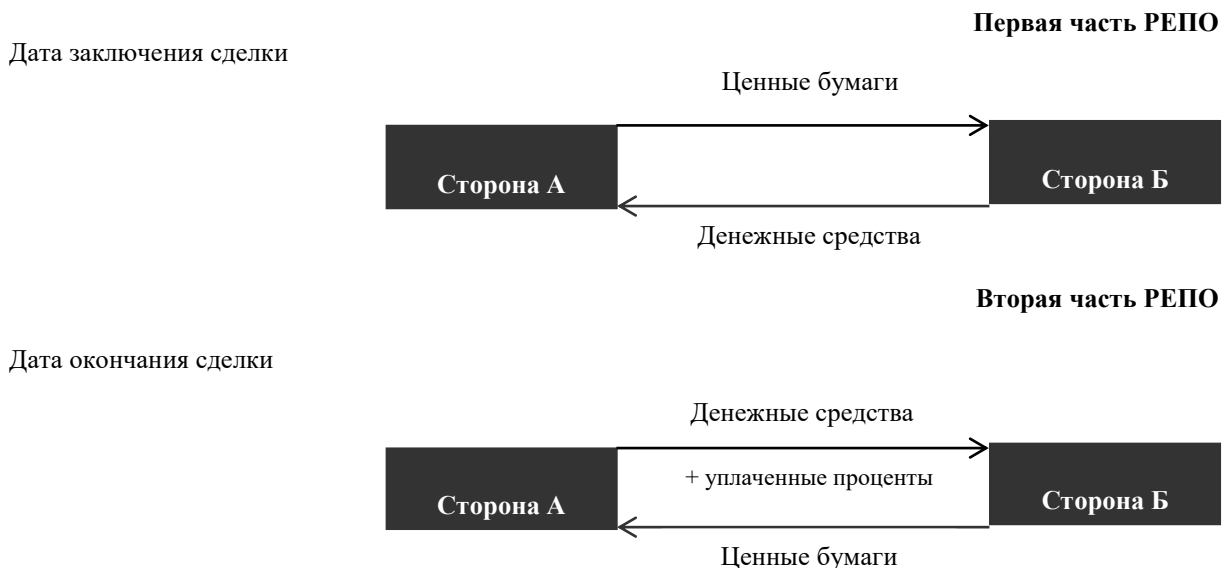 Первая часть РЕПО
Дата заключения сделки
Ценные бумаги
Сторона А
Сторона Б
Денежные средства
Вторая часть РЕПО
Дата окончания сделки
Денежные средства
+ уплаченные проценты
Сторона А
Сторона Б
Ценные бумаги